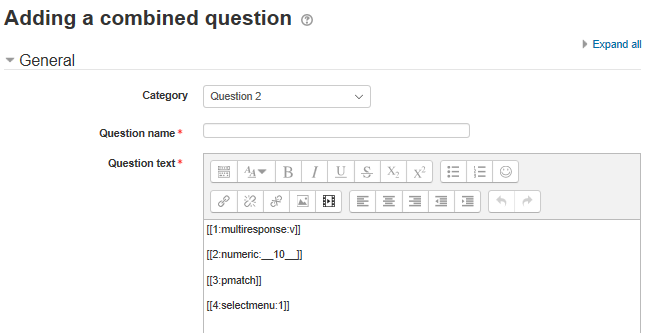 Adding a combined question
Expand all
General
Category
Question 2
Question name *
Question text *
[[1:multiresponse:v]]
[[2:numeric:__10__]]
[[3:pmatch]]
[[4:selectmenu:1]]